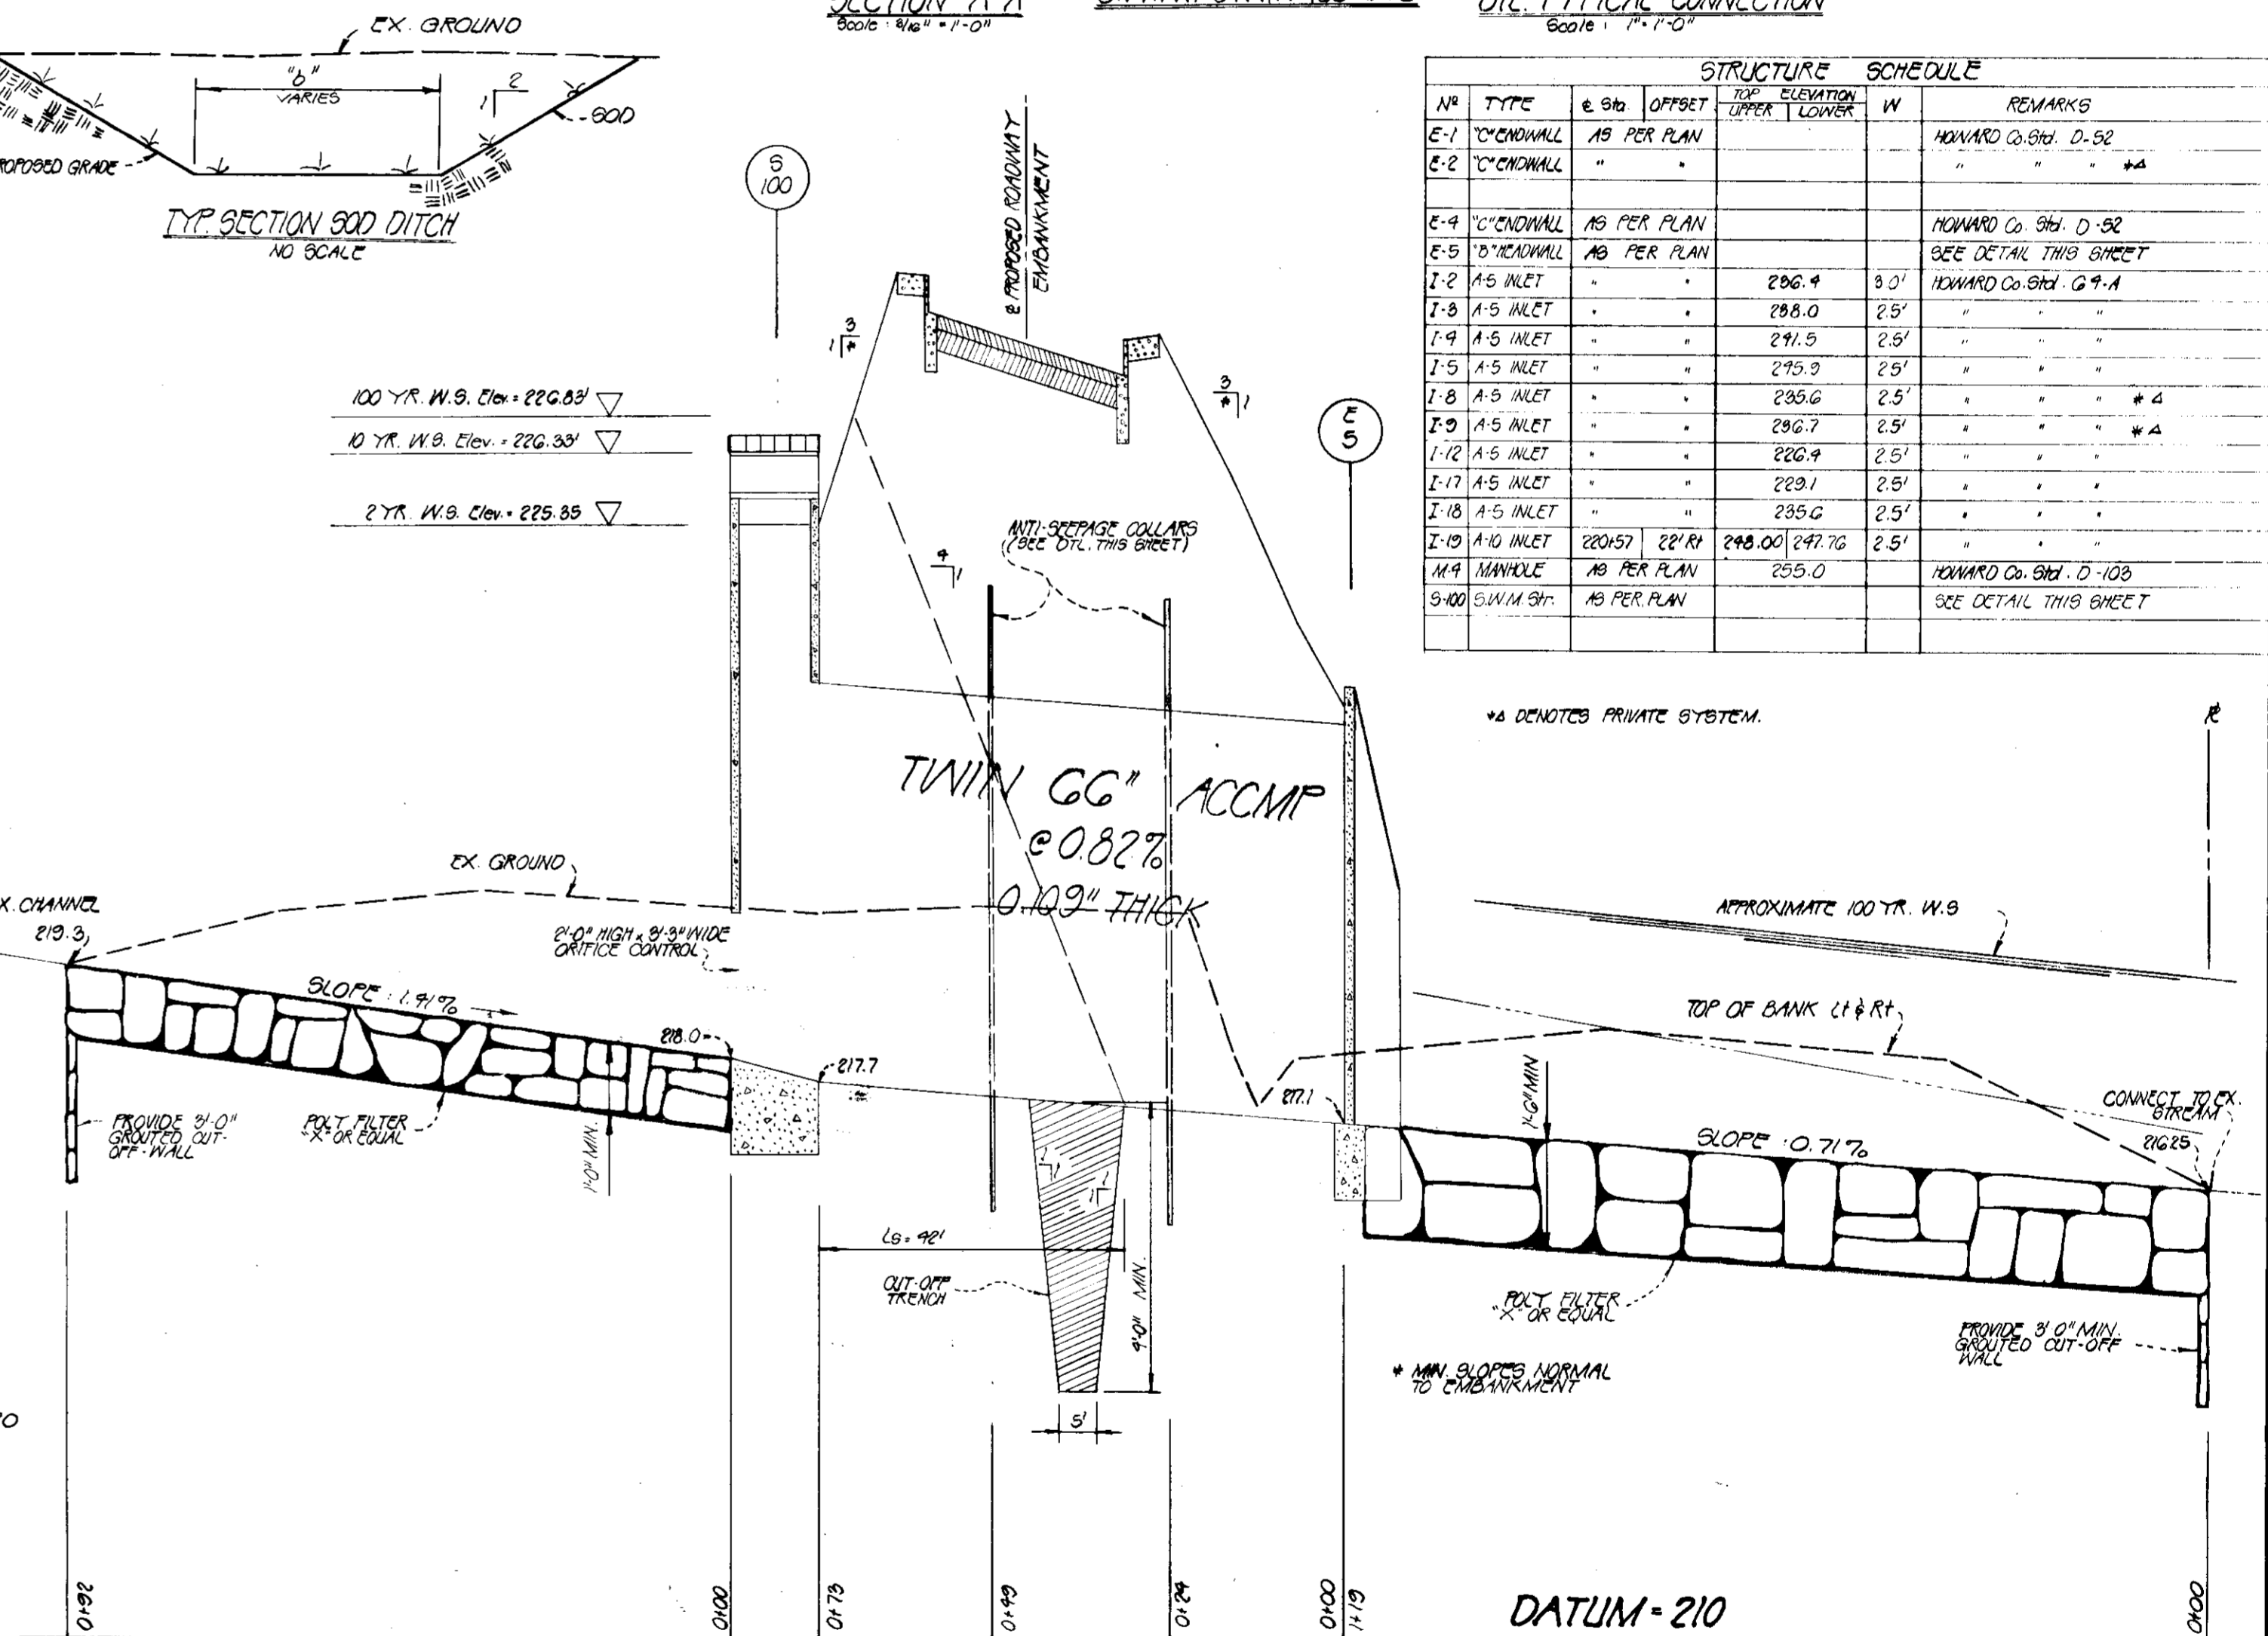 SECTION A-A
Scale : 3/16" = 1'-0"
Scale : 1" = 1'-0"
EX. GROUND
"b"
VARIES
2
1
SOD
PROPOSED GRADE
TYP. SECTION SOD DITCH
NO SCALE
S
100
℄ PROPOSED ROADWAY
EMBANKMENT
STRUCTURE SCHEDULE
Nº TYPE ℄ Sta. OFFSET TOP ELEVATION W REMARKS
UPPER LOWER
E-1 "C" ENDWALL AS PER PLAN HOWARD Co. Std. D-52
E-2 "C" ENDWALL " " " " " *Δ
E-4 "C" ENDWALL AS PER PLAN HOWARD Co. Std. D-52
E-5 "B" HEADWALL AS PER PLAN SEE DETAIL THIS SHEET
I-2 A-5 INLET " " 236.4 3.0' HOWARD Co. Std. G 4-A
I-3 A-5 INLET " " 238.0 2.5' " " "
I-4 A-5 INLET " " 241.5 2.5' " " "
I-5 A-5 INLET " " 245.9 2.5' " " "
I-8 A-5 INLET " " 235.6 2.5' " " " *Δ
I-9 A-5 INLET " " 236.7 2.5' " " " *Δ
I-12 A-5 INLET " " 226.4 2.5' " " "
I-17 A-5 INLET " " 229.1 2.5' " " "
I-18 A-5 INLET " " 235.6 2.5' " " "
I-19 A-10 INLET 220+57 22' Rt 248.00 247.76 2.5' " " "
M-4 MANHOLE AS PER PLAN 255.0 HOWARD Co. Std. D-103
S-100 S.W.M. Str. AS PER PLAN SEE DETAIL THIS SHEET
*Δ DENOTES PRIVATE SYSTEM.
3
1 *
3
* 1
100 YR. W.S. Elev. = 226.83'
10 YR. W.S. Elev. = 226.33'
2 YR. W.S. Elev. = 225.35
E
5
ANTI-SEEPAGE COLLARS
(SEE DTL. THIS SHEET)
4
1
TWIN 66" ACCMP
@ 0.82%
0.109" THICK
EX. GROUND
EX. CHANNEL
219.3
2'-0" HIGH x 3'-3" WIDE
ORIFICE CONTROL
SLOPE : 1.41%
218.0
217.7
217.1
PROVIDE 3'-0"
GROUTED CUT-
OFF-WALL
POLY FILTER
"X" OR EQUAL
1'-0" MIN.
LS = 42'
CUT-OFF
TRENCH
4'-0" MIN.
5'
APPROXIMATE 100 YR. W.S
TOP OF BANK Lt & Rt
1'-6" MIN
SLOPE : 0.71%
CONNECT TO EX.
STREAM
216.25
POLY FILTER
"X" OR EQUAL
PROVIDE 3'0" MIN.
GROUTED CUT-OFF
WALL
* MIN. SLOPES NORMAL
TO EMBANKMENT
0+92
0+00
0+73
0+49
0+24
0+00
1+19
0+00
DATUM = 210